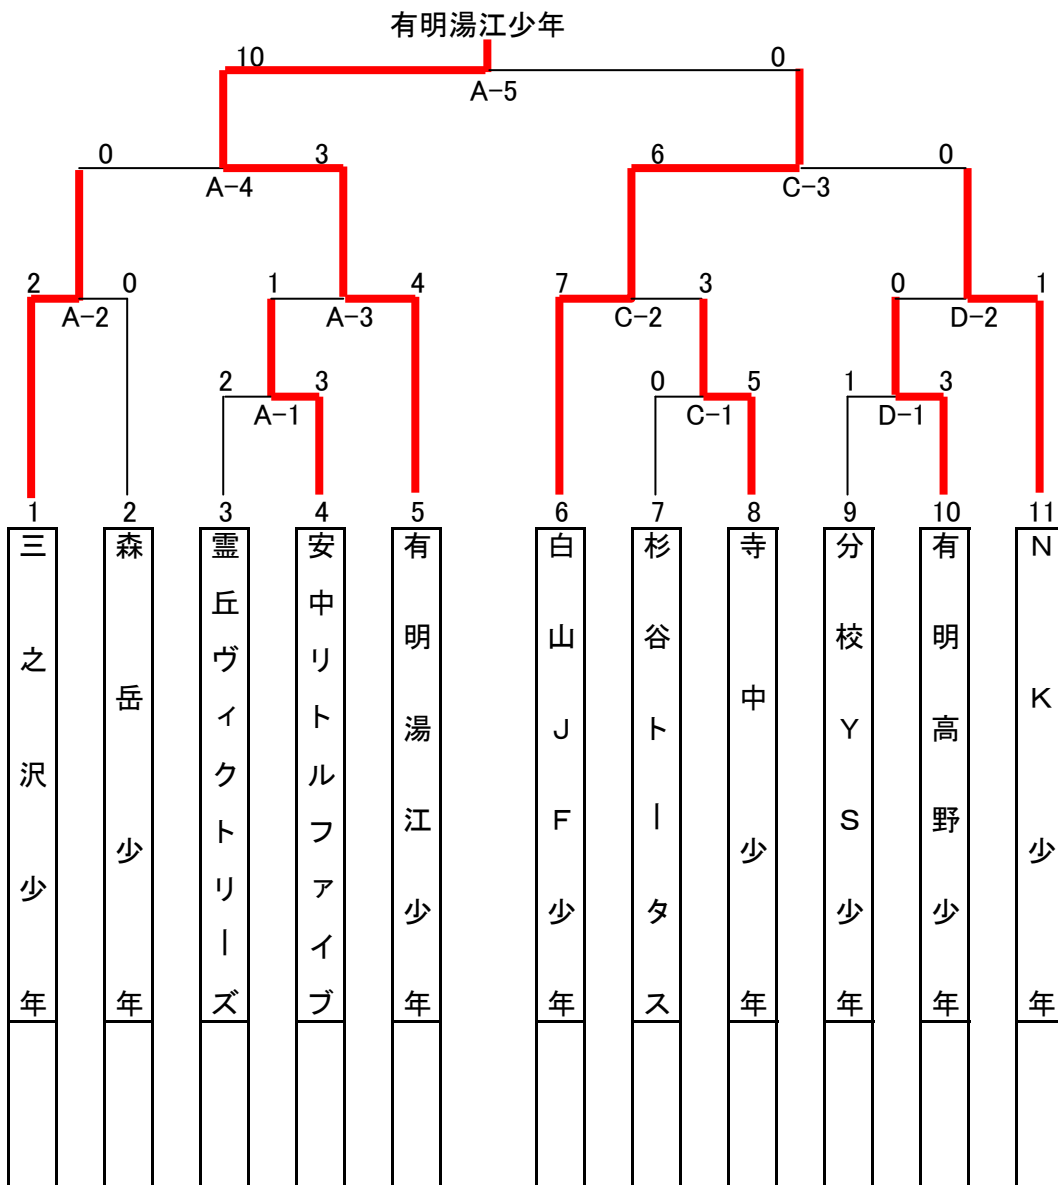 有明湯江少年
10 0
A-5
0 3 6 0
A-4 C-3
2 0 1 4 7 3 0 1
A-2 A-3 C-2 D-2
2 3 0 5 1 3
A-1 C-1 D-1
1 2 3 4 5 6 7 8 9 10 11
三之沢少年
森岳少年
霊丘ヴィクトリーズ
安中リトルファイブ
有明湯江少年
白山JF少年
杉谷トータス
寺中少年
分校YS少年
有明高野少年
NK少年